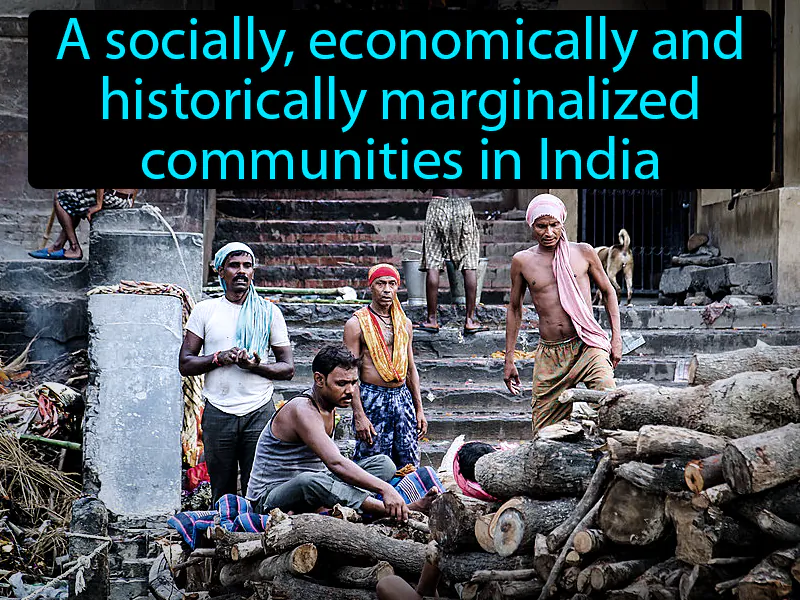 A socially, economically and
historically marginalized
communities in India